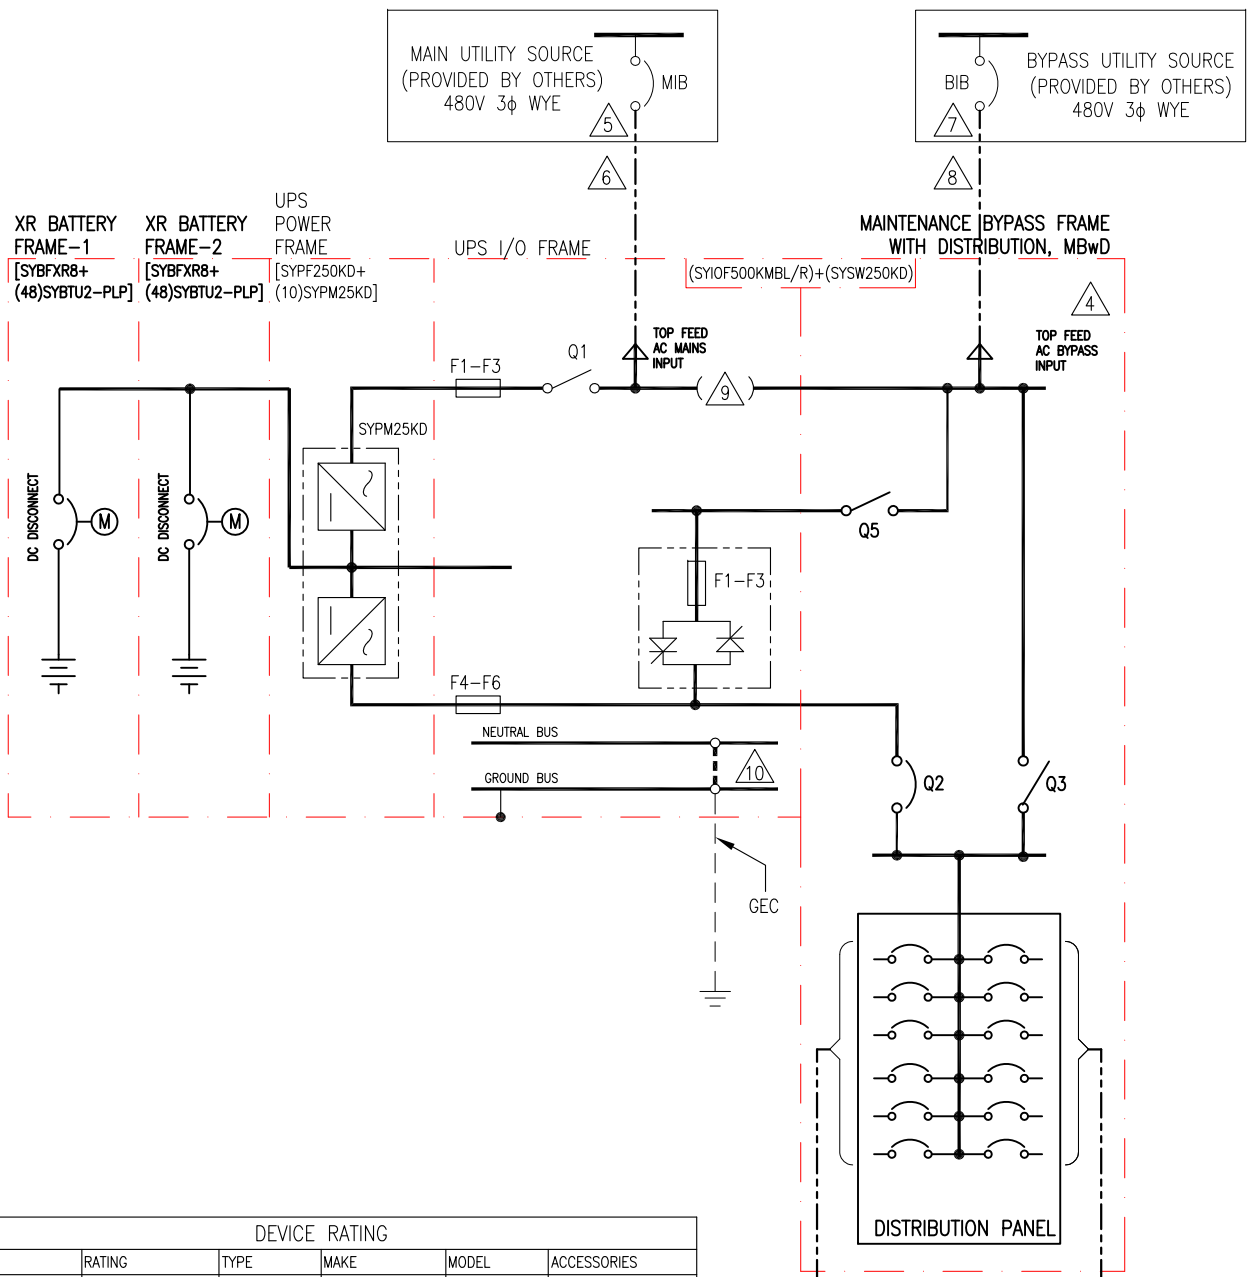 MAIN UTILITY SOURCE
(PROVIDED BY OTHERS)
480V 3ϕ WYE
MIB
5
6
BYPASS UTILITY SOURCE
(PROVIDED BY OTHERS)
480V 3ϕ WYE
BIB
7
8
XR BATTERY
FRAME-1
[SYBFXR8+
(48)SYBTU2-PLP]
XR BATTERY
FRAME-2
[SYBFXR8+
(48)SYBTU2-PLP]
UPS
POWER
FRAME
[SYPF250KD+
(10)SYPM25KD]
UPS I/O FRAME
MAINTENANCE BYPASS FRAME
WITH DISTRIBUTION, MBwD
(SYIOF500KMBL/R)+(SYSW250KD)
4
TOP FEED
AC MAINS
INPUT
TOP FEED
AC BYPASS
INPUT
F1-F3
Q1
9
SYPM25KD
DC DISCONNECT
M
DC DISCONNECT
M
Q5
F1-F3
F4-F6
NEUTRAL BUS
GROUND BUS
10
Q2
Q3
GEC
DISTRIBUTION PANEL
DEVICE RATING
RATING TYPE MAKE MODEL ACCESSORIES